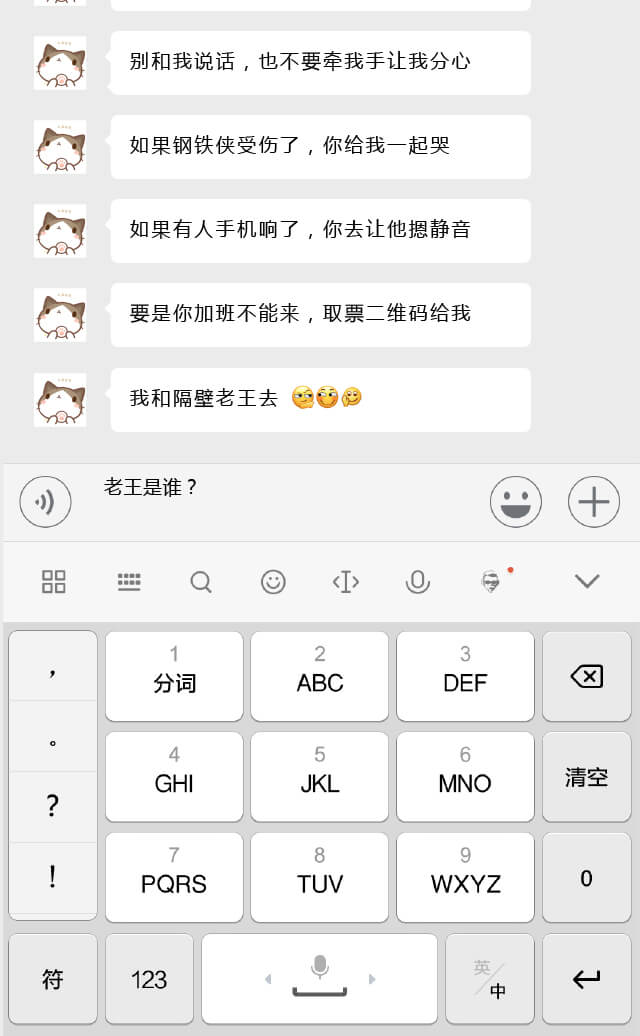 别和我说话，也不要牵我手让我分心
如果钢铁侠受伤了，你给我一起哭
如果有人手机响了，你去让他摁静音
要是你加班不能来，取票二维码给我
我和隔壁老王去
老王是谁？
，
。
？
！
1
分词
2
ABC
3
DEF
4
GHI
5
JKL
6
MNO
清空
7
PQRS
8
TUV
9
WXYZ
0
符
123
英/中